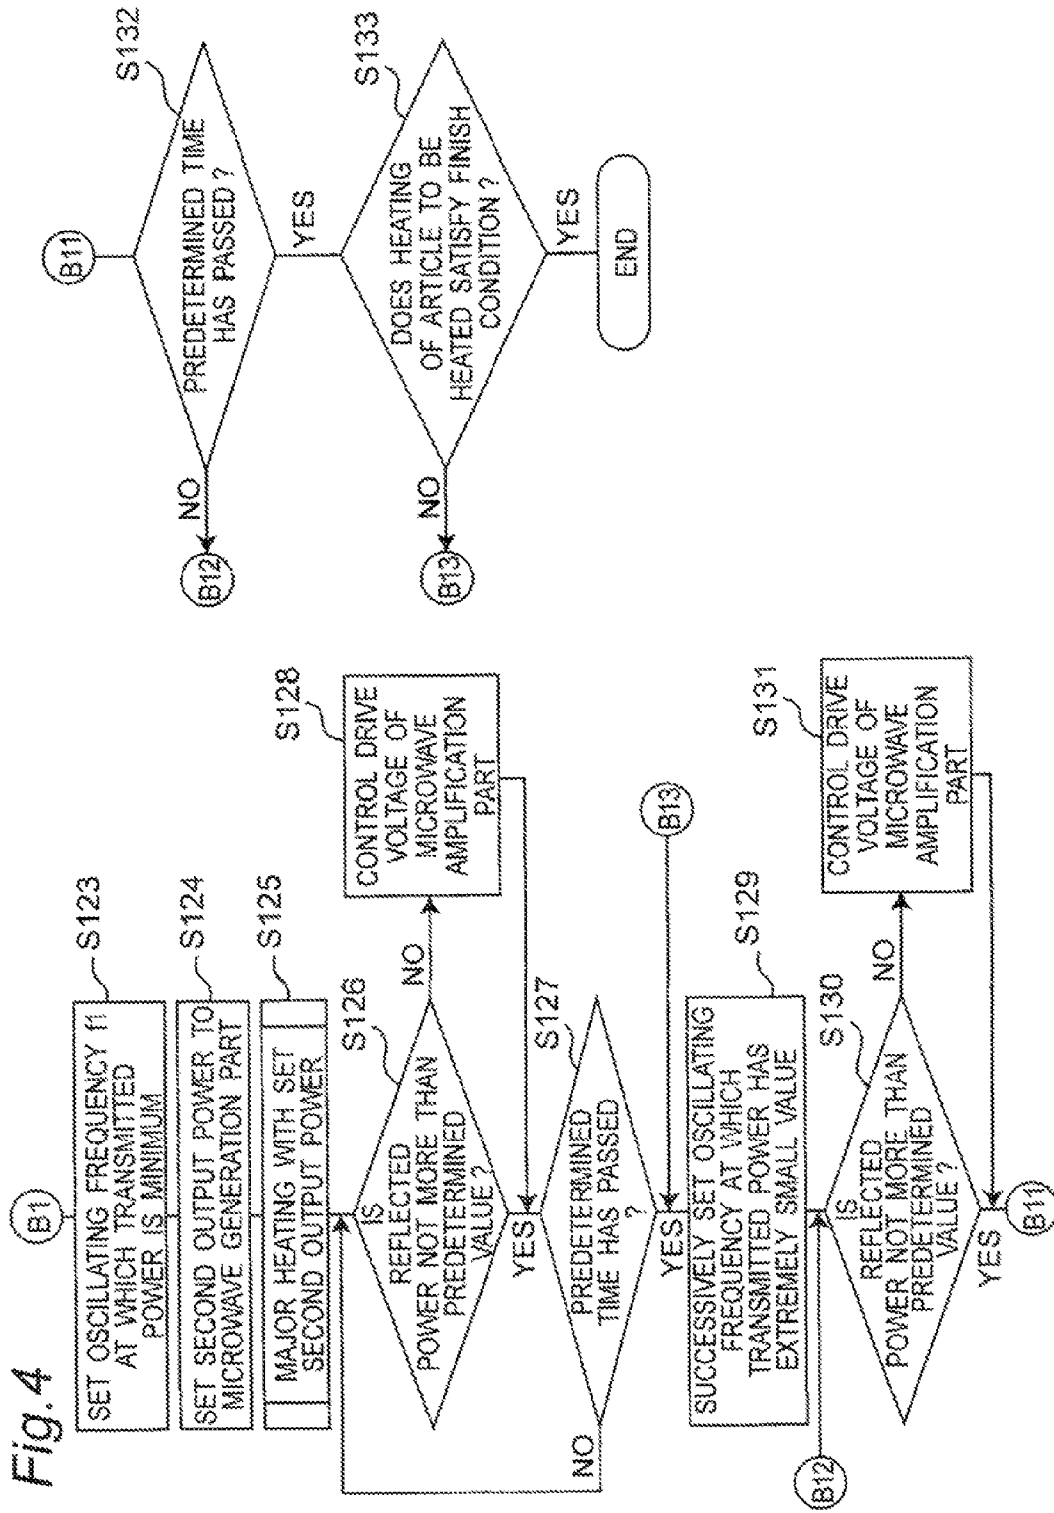 Fig.4
B1
SET OSCILLATING FREQUENCY f1
AT WHICH TRANSMITTED
POWER IS MINIMUM
S123
SET SECOND OUTPUT POWER TO
MICROWAVE GENERATION PART
S124
MAJOR HEATING WITH SET
SECOND OUTPUT POWER
S125
IS
REFLECTED
POWER NOT MORE THAN
PREDETERMINED
VALUE?
S126
NO
CONTROL DRIVE
VOLTAGE OF
MICROWAVE
AMPLIFICATION
PART
S128
YES
PREDETERMINED
TIME HAS PASSED
?
S127
NO
YES
B13
SUCCESSIVELY SET OSCILLATING
FREQUENCY AT WHICH
TRANSMITTED POWER HAS
EXTREMELY SMALL VALUE
S129
B12
IS
REFLECTED
POWER NOT MORE THAN
PREDETERMINED
VALUE?
S130
NO
CONTROL DRIVE
VOLTAGE OF
MICROWAVE
AMPLIFICATION
PART
S131
YES
B11
B11
PREDETERMINED TIME
HAS PASSED?
S132
NO
B12
YES
DOES HEATING
OF ARTICLE TO BE
HEATED SATISFY FINISH
CONDITION?
S133
NO
B13
YES
END